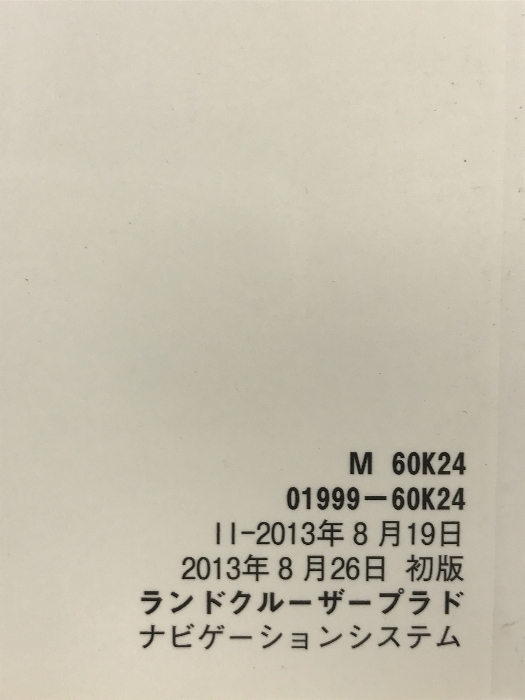 M 60K24
01999-60K24
II-2013年8月19日
2013年8月26日 初版
ランドクルーザープラド
ナビゲーションシステム